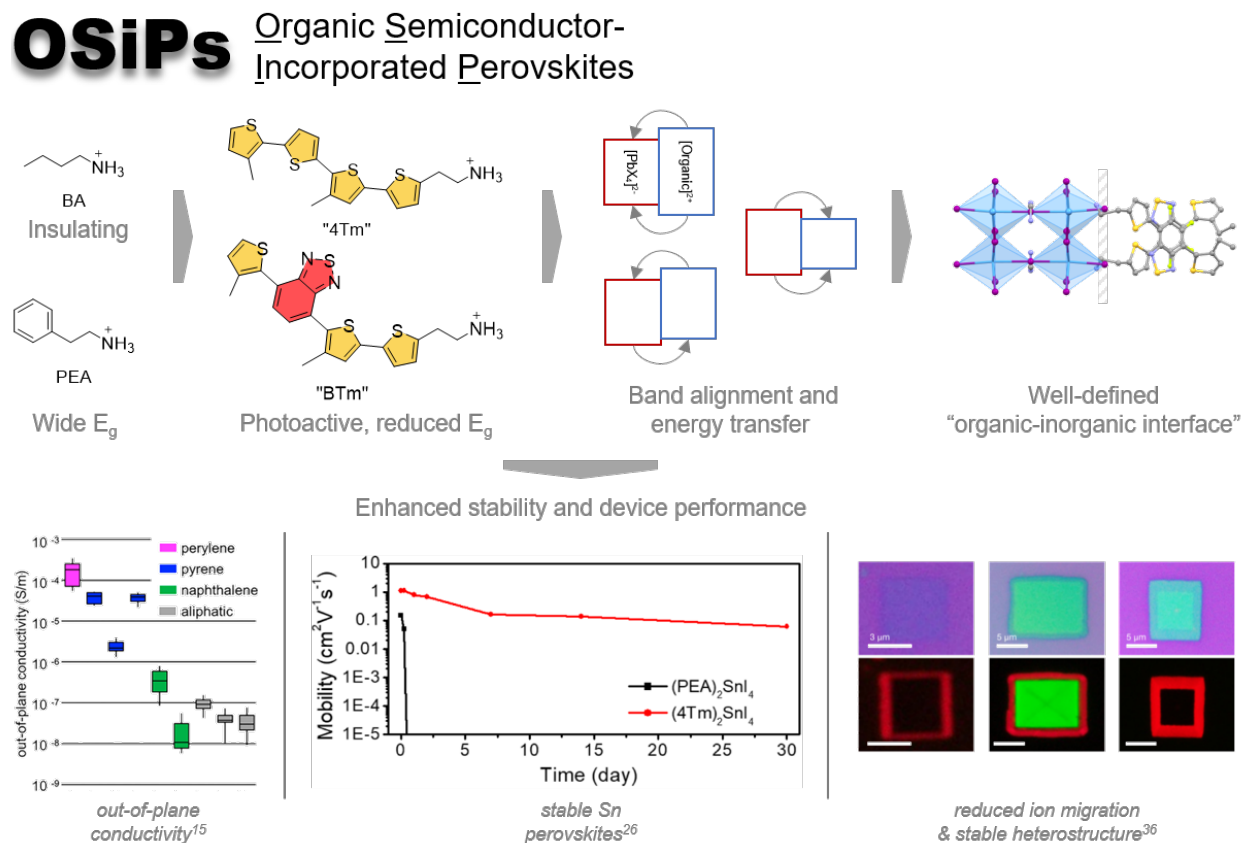 OSiPs
Organic Semiconductor-
Incorporated Perovskites
NH3+
BA
Insulating
NH3+
PEA
Wide Eg
S
S
S
S
NH3+
"4Tm"
S
N
S
N
S
S
NH3+
"BTm"
Photoactive, reduced Eg
[PbX4]2-
[Organic]2+
Band alignment and
energy transfer
Well-defined
“organic-inorganic interface”
Enhanced stability and device performance
out-of-plane conductivity (S/m)
10-3
10-4
10-5
10-6
10-7
10-8
10-9
perylene
pyrene
naphthalene
aliphatic
out-of-plane
conductivity15
Mobility (cm2V-1s-1)
10
1
0.1
0.01
1E-3
1E-4
1E-5
(PEA)2SnI4
(4Tm)2SnI4
0 5 10 15 20 25 30
Time (day)
stable Sn
perovskites26
3 μm
5 μm
5 μm
reduced ion migration
& stable heterostructure36